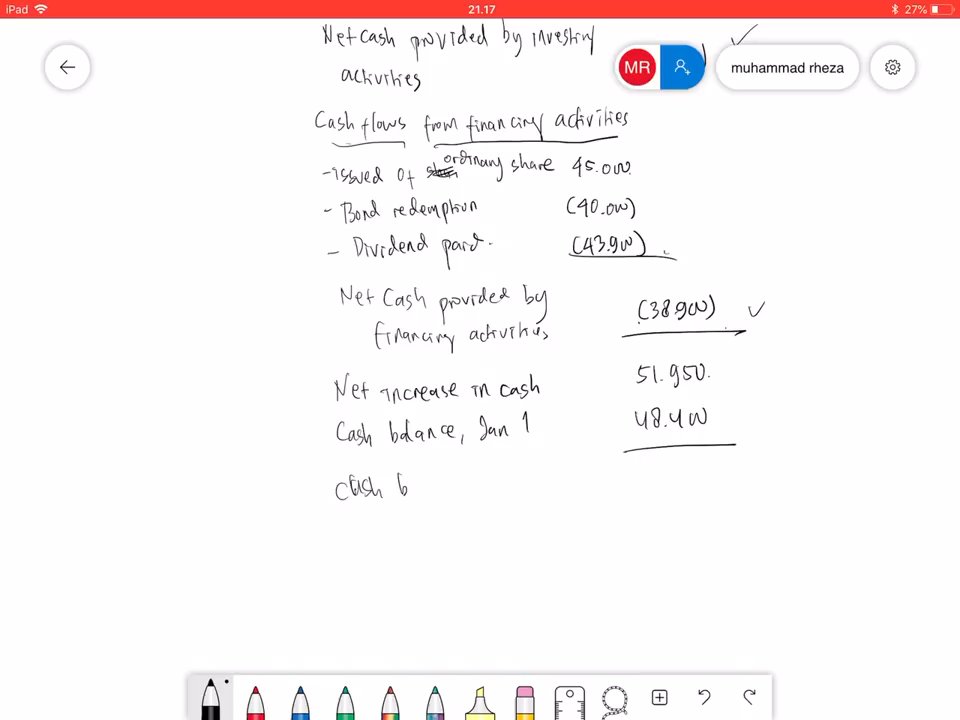 iPad 21.17 27%
Net Cash provided by investing
activities
MR muhammad rheza
Cash flows from financing activities
- Issued of ordinary share 45.000
- Bond redemption (40.000)
- Dividend paid. (43.900)
Net Cash provided by
financing activities (38.900)
Net increase in cash 51.950.
Cash balance, Jan 1 48.400
Cash b